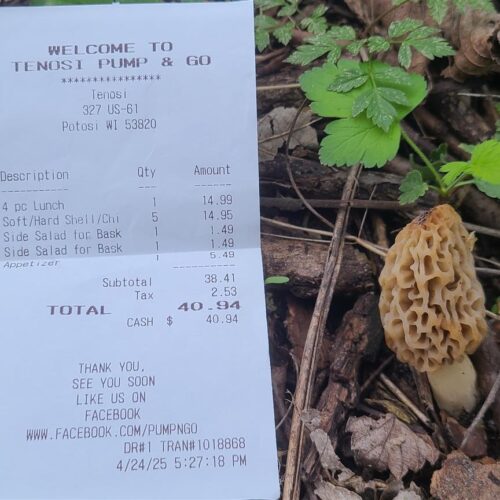 WELCOME TO
TENOSI PUMP & GO
****************
Tenosi
327 US-61
Potosi WI 53820
Description Qty Amount
4 pc Lunch 1 14.99
Soft/Hard Shell/Chi 5 14.95
Side Salad for Bask 1 1.49
Side Salad for Bask 1 1.49
Appetizer 1 5.49
Subtotal 38.41
Tax 2.53
TOTAL 40.94
CASH $ 40.94
THANK YOU,
SEE YOU SOON
LIKE US ON
FACEBOOK
WWW.FACEBOOK.COM/PUMPNGO
DR#1 TRAN#1018868
4/24/25 5:27:18 PM